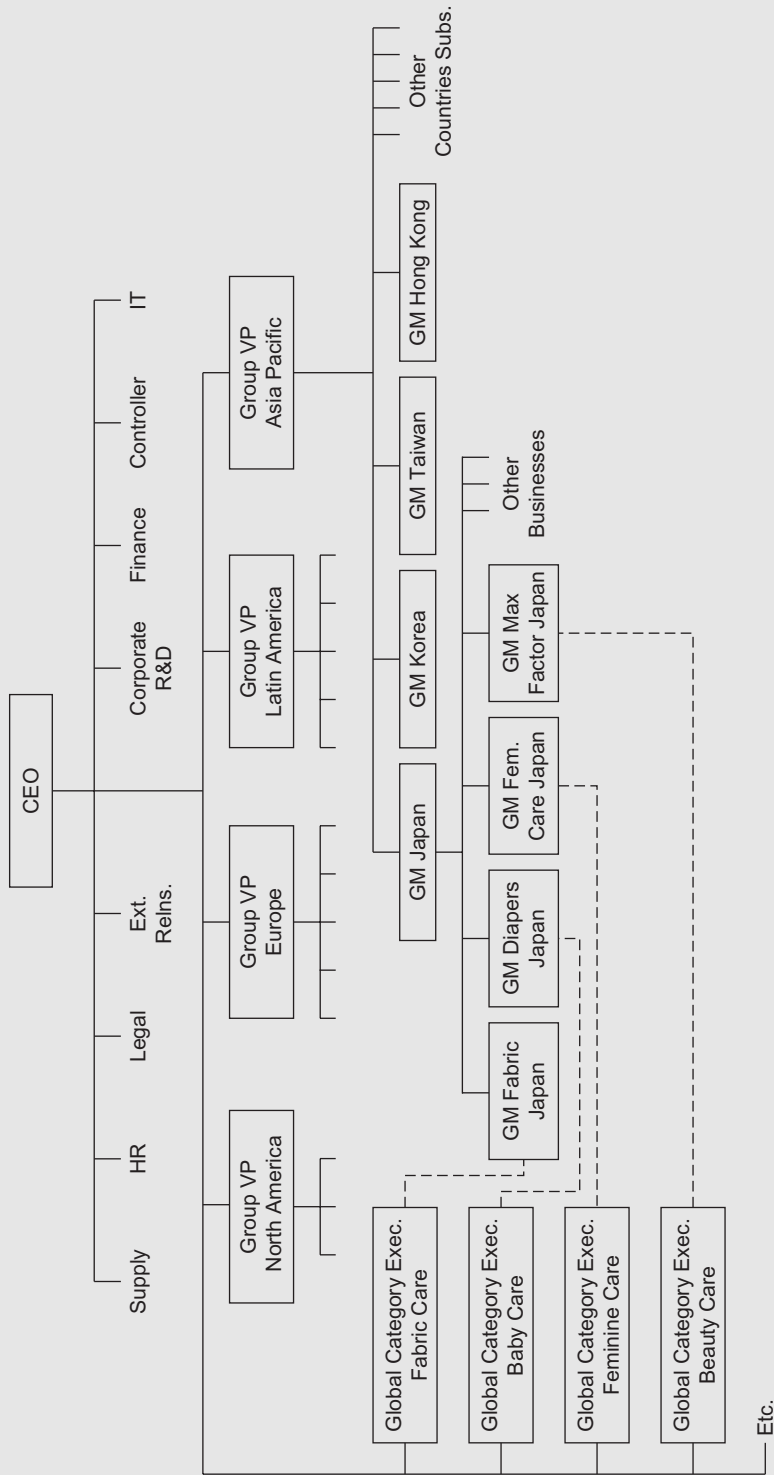 CEO
Supply
HR
Legal
Ext.
Relns.
Corporate
R&D
Finance
Controller
IT
Group VP
North America
Group VP
Europe
Group VP
Latin America
Group VP
Asia Pacific
Global Category Exec.
Fabric Care
Global Category Exec.
Baby Care
Global Category Exec.
Feminine Care
Global Category Exec.
Beauty Care
Etc.
GM Japan
GM Korea
GM Taiwan
GM Hong Kong
Other
Countries Subs.
GM Fabric
Japan
GM Diapers
Japan
GM Fem.
Care Japan
GM Max
Factor Japan
Other
Businesses